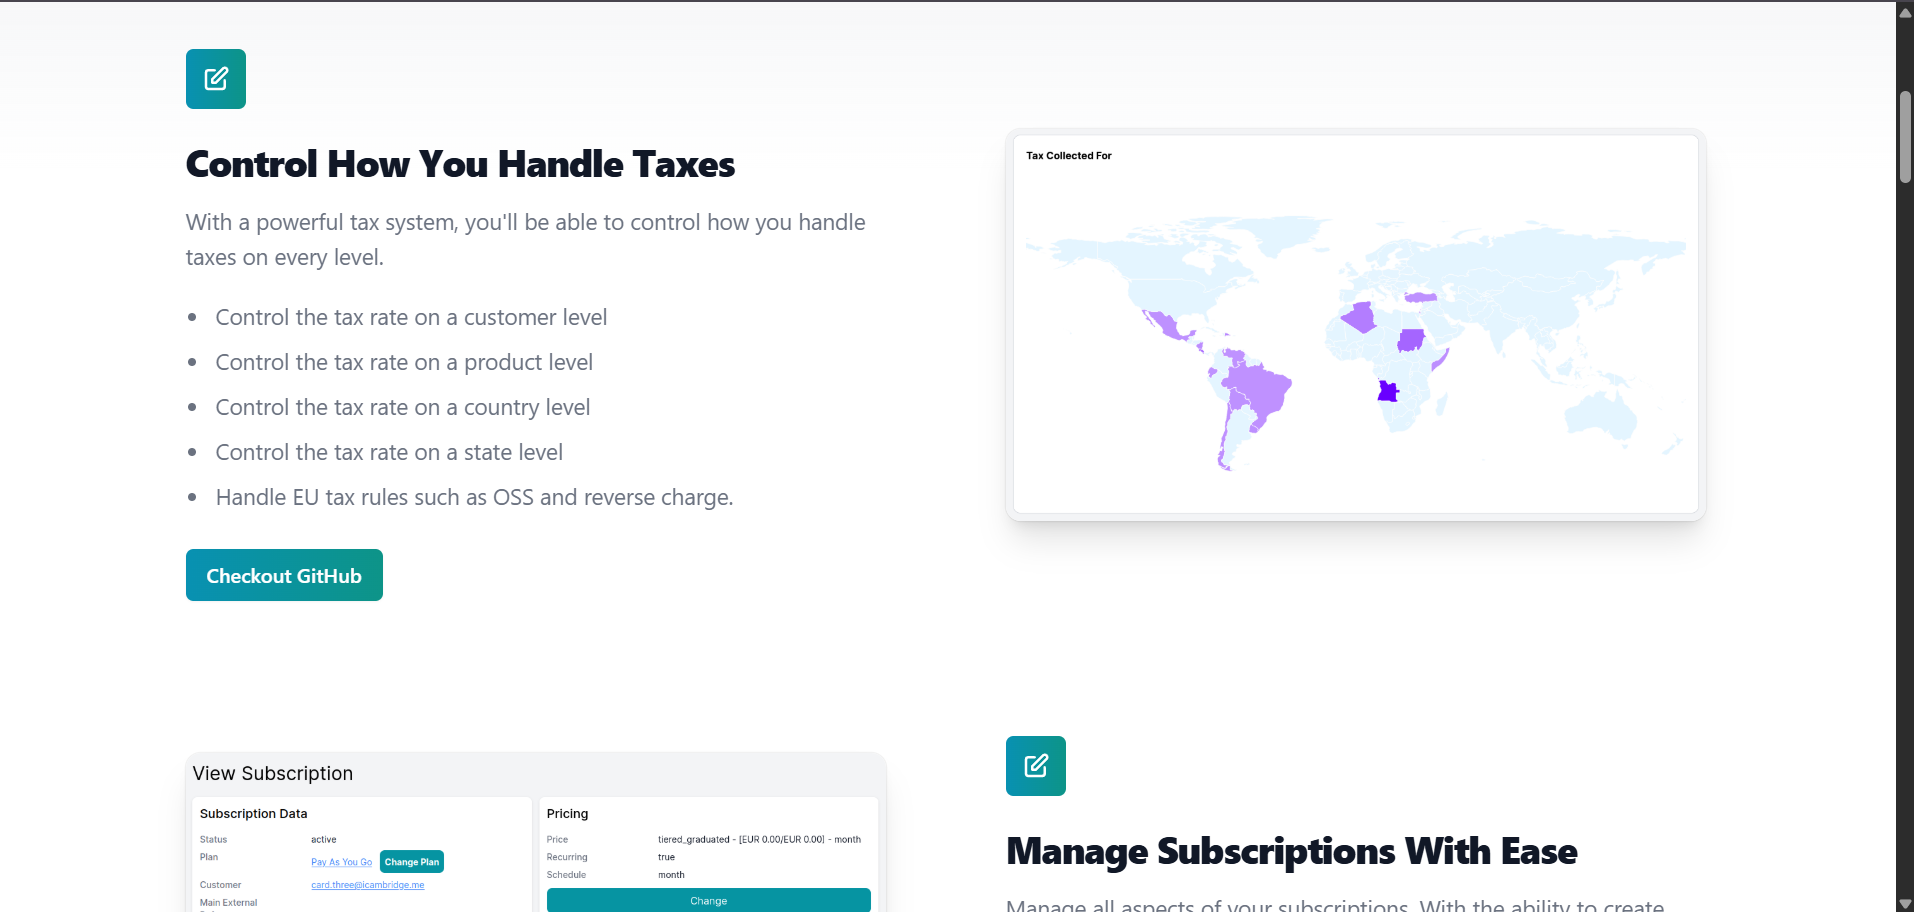 Control How You Handle Taxes
With a powerful tax system, you'll be able to control how you handle
taxes on every level.
Control the tax rate on a customer level
Control the tax rate on a product level
Control the tax rate on a country level
Control the tax rate on a state level
Handle EU tax rules such as OSS and reverse charge.
Checkout GitHub
Tax Collected For
View Subscription
Subscription Data
Status active
Plan Pay As You Go Change Plan
Customer card.three@icambridge.me
Main External
Pricing
Price tiered_graduated - [EUR 0.00/EUR 0.00] - month
Recurring true
Schedule month
Change
Manage Subscriptions With Ease
Manage all aspects of your subscriptions. With the ability to create